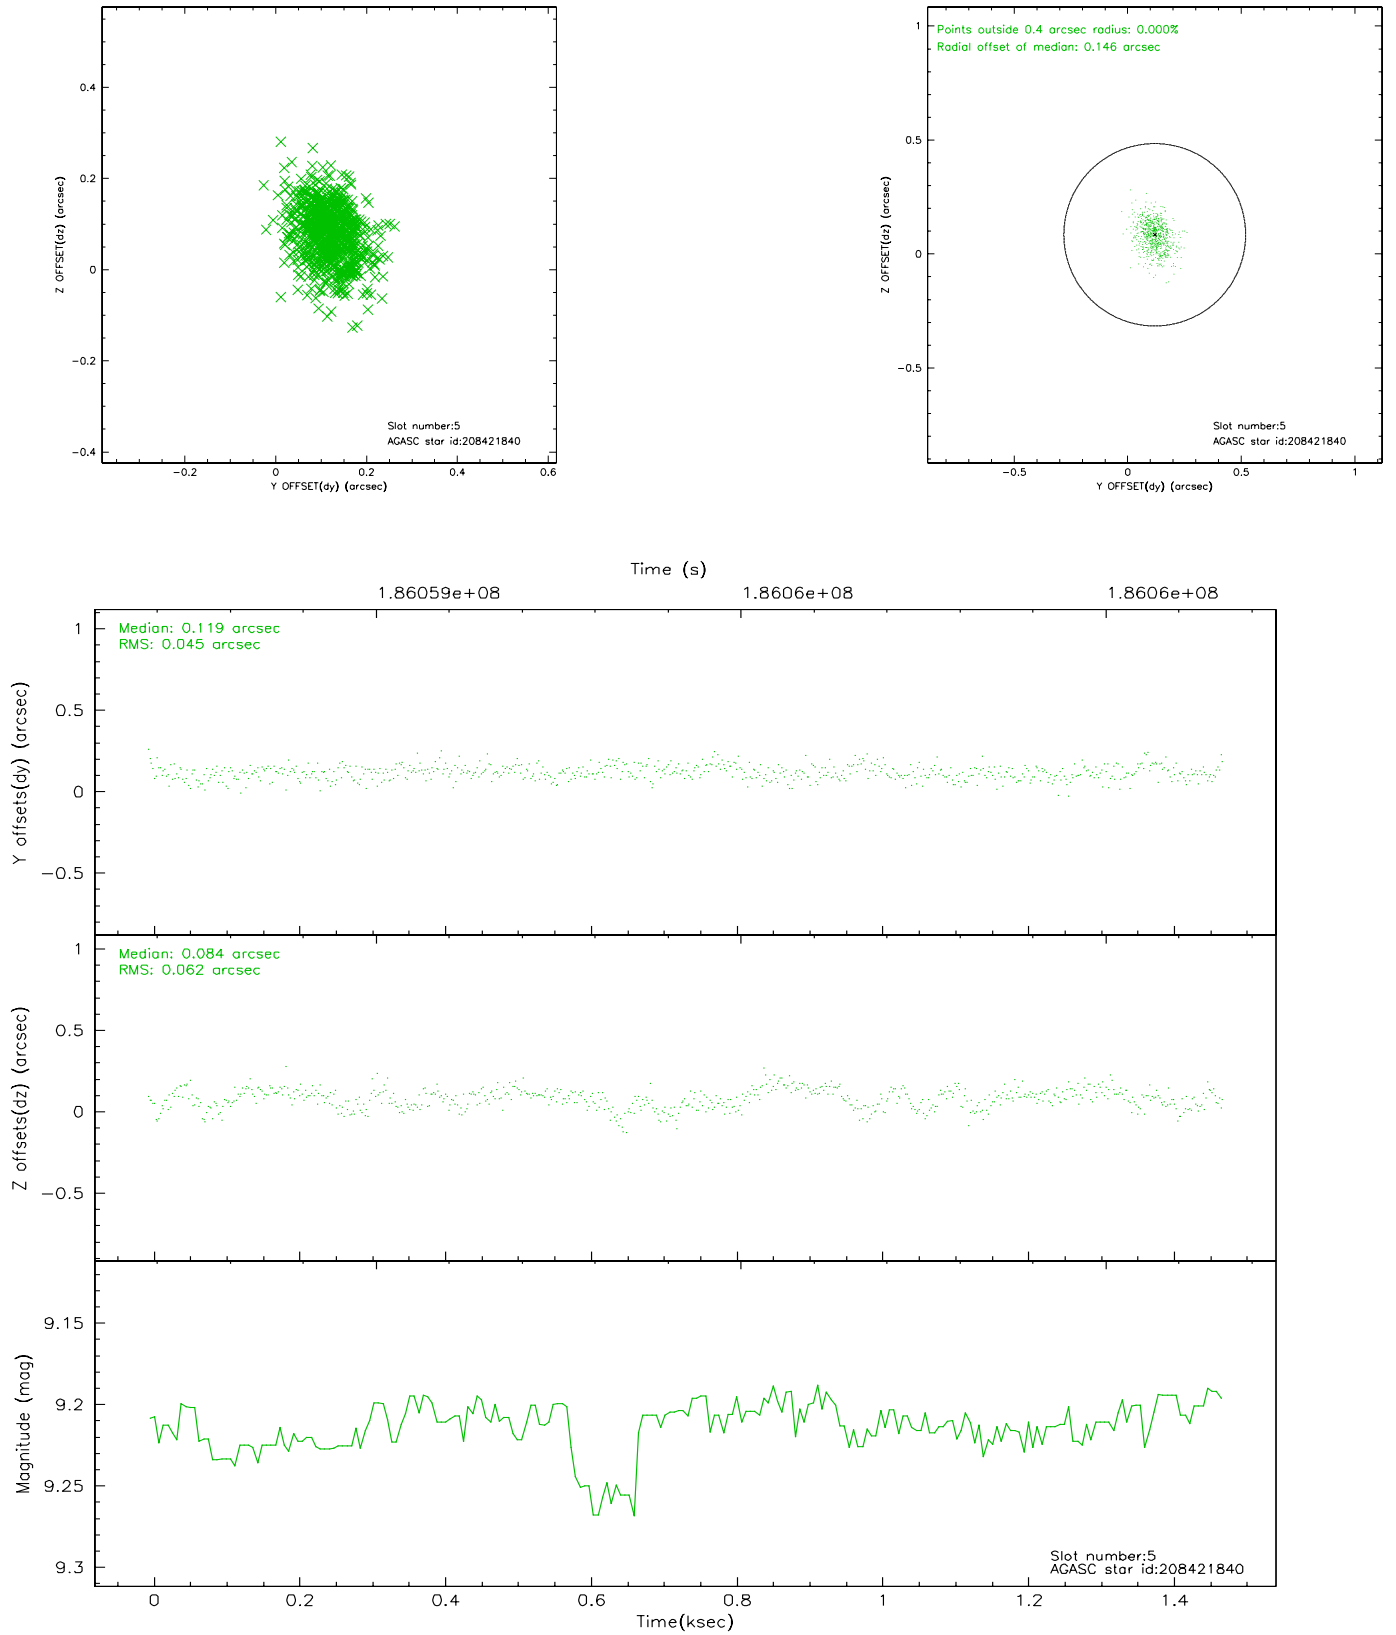 0.4
0.2
0
−0.2
−0.4
Z OFFSET(dz) (arcsec)
Slot number:5
AGASC star id:208421840
−0.2 0 0.2 0.4 0.6
Y OFFSET(dy) (arcsec)
Points outside 0.4 arcsec radius: 0.000%
Radial offset of median: 0.146 arcsec
1
0.5
0
−0.5
Z OFFSET(dz) (arcsec)
Slot number:5
AGASC star id:208421840
−0.5 0 0.5 1
Y OFFSET(dy) (arcsec)
Time (s)
1.86059e+08 1.8606e+08 1.8606e+08
Median: 0.119 arcsec
RMS: 0.045 arcsec
1
0.5
0
−0.5
Y offsets(dy) (arcsec)
Median: 0.084 arcsec
RMS: 0.062 arcsec
1
0.5
0
−0.5
Z offsets(dz) (arcsec)
9.15
9.2
9.25
9.3
Magnitude (mag)
Slot number:5
AGASC star id:208421840
0 0.2 0.4 0.6 0.8 1 1.2 1.4
Time(ksec)